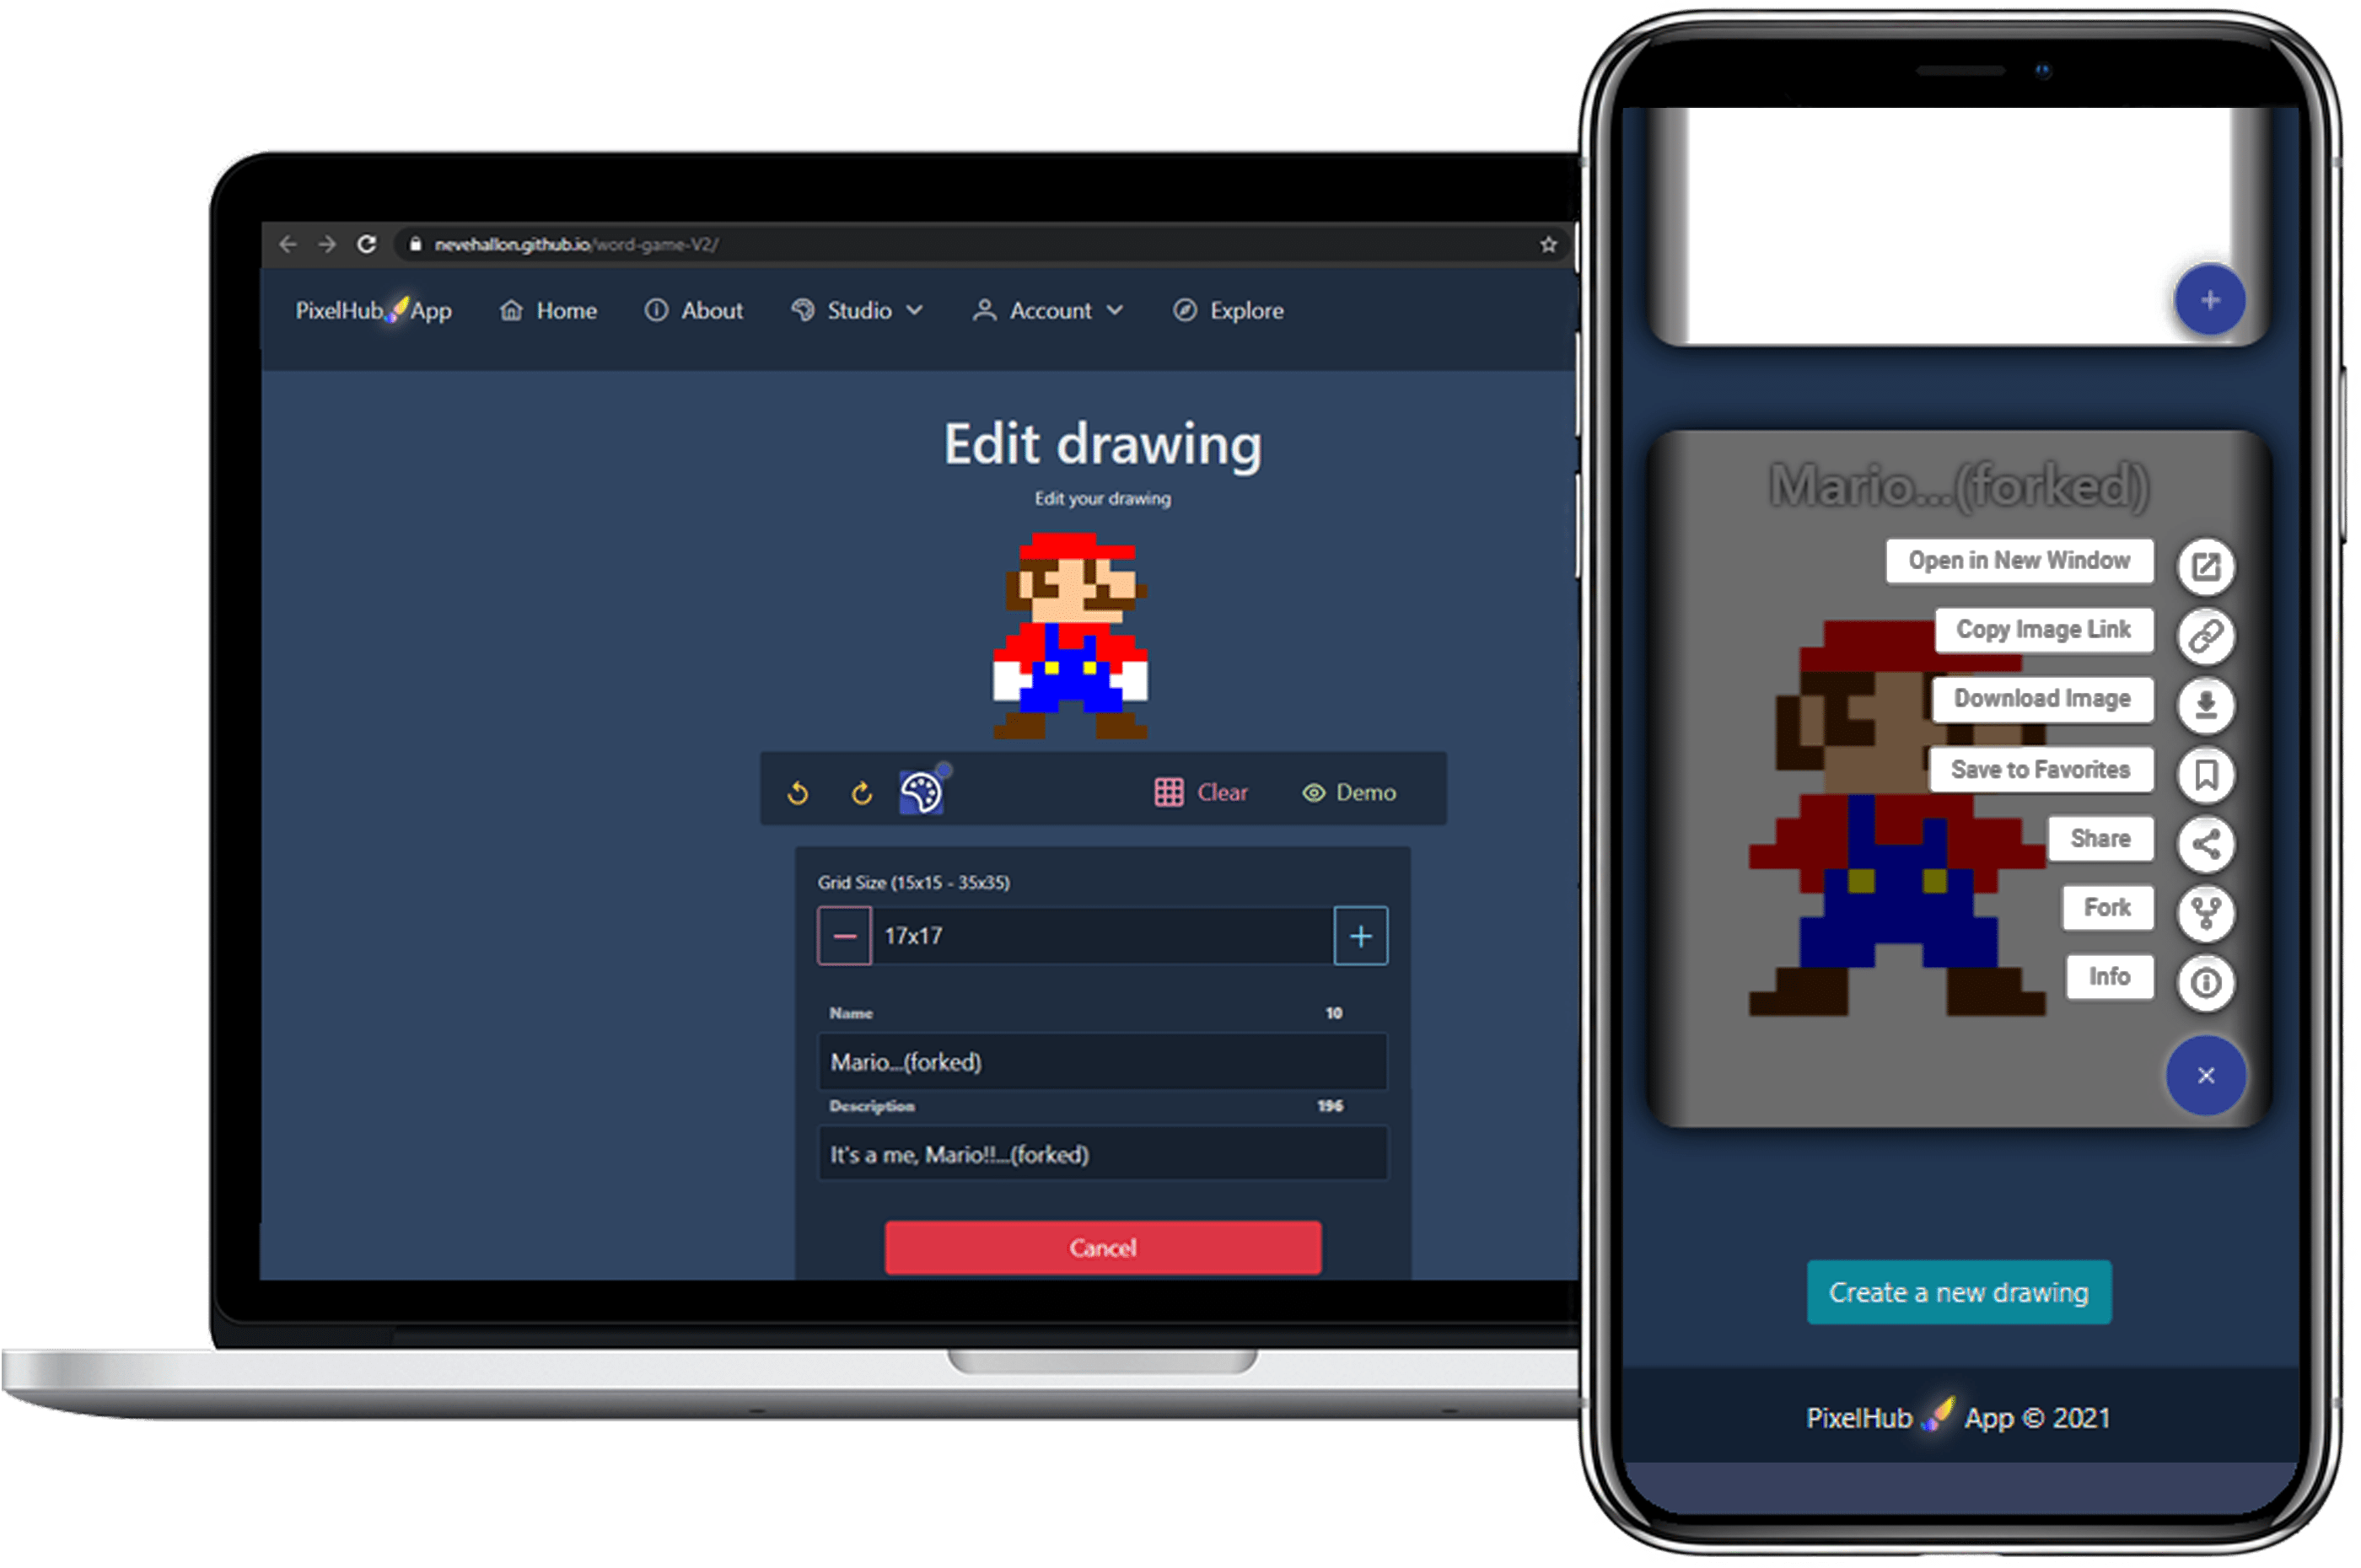 nevehallon.github.io/word-game-V2/
PixelHub App Home About Studio Account Explore
Edit drawing
Edit your drawing
Clear Demo
Grid Size (15x15 - 35x35)
17x17
Name 10
Mario...(forked)
Description 196
It's a me, Mario!!...(forked)
Cancel
Mario...(forked)
Open in New Window
Copy Image Link
Download Image
Save to Favorites
Share
Fork
Info
Create a new drawing
PixelHub App © 2021